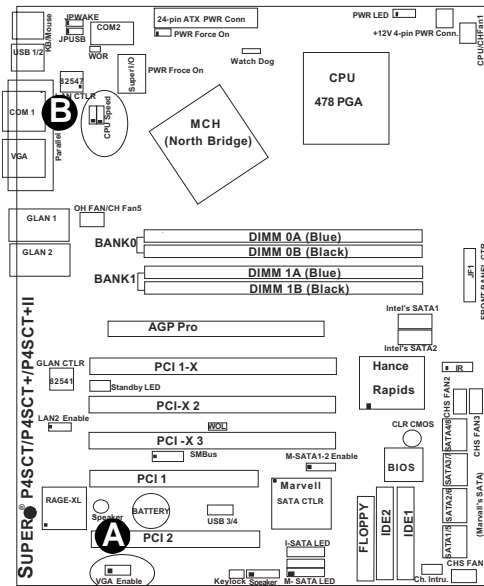 KB/Mouse
JPWAKE
JPUSB
COM2
24-pin ATX PWR Conn
PWR Force On
PWR LED
+12V 4-pin PWR Conn.
CPU/CHFan1
USB 1/2
WOR
Super I/O
PWR Froce On
Watch Dog
82547
LAN CTLR
CPU
478 PGA
COM 1
B
CPU Speed
MCH
(North Bridge)
VGA
Parallel
GLAN 1
OH FAN/CH Fan5
GLAN 2
BANK0
DIMM 0A (Blue)
DIMM 0B (Black)
BANK1
DIMM 1A (Blue)
DIMM 1B (Black)
JF1
FRONT PANEL CTR
Intel's SATA1
AGP Pro
Intel's SATA2
GLAN CTLR
82541
PCI 1-X
Hance
Rapids
IR
Standby LED
PCI-X 2
CHS FAN2
CHS FAN3
LAN2 Enable
WOL
PCI -X 3
CLR CMOS
SMBus
M-SATA1-2 Enable
BIOS
SATA4/8
SATA3/7
SATA2/6
SATA1/5
(Marvell's SATA)
PCI 1
Marvell
SATA CTLR
RAGE-XL
Speaker
BATTERY
USB 3/4
FLOPPY
IDE2
IDE1
A
PCI 2
I-SATA LED
VGA Enable
Keylock
Speaker
M- SATA LED
Ch. Intru.
CHS FAN
SUPER® P4SCT/P4SCT+/P4SCT+II